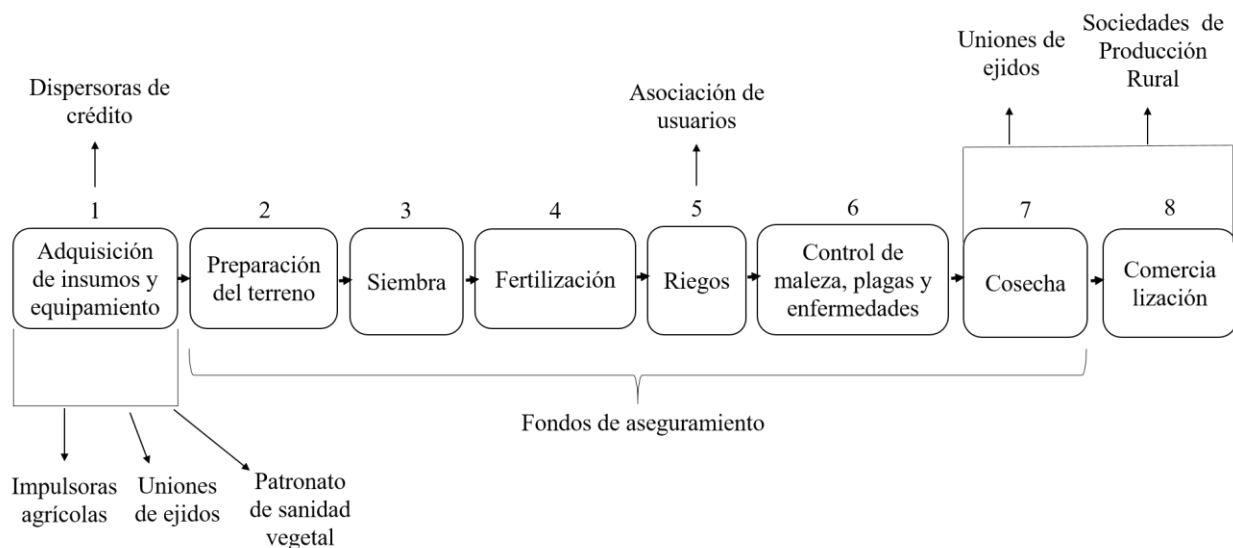 Dispersoras de
crédito
Asociación de
usuarios
Uniones de
ejidos
Sociedades de
Producción
Rural
1
2
3
4
5
6
7
8
Adquisición
de insumos y
equipamiento
Preparación
del terreno
Siembra
Fertilización
Riegos
Control de
maleza, plagas y
enfermedades
Cosecha
Comercia
lización
Fondos de aseguramiento
Impulsoras
agrícolas
Uniones
de ejidos
Patronato
de sanidad
vegetal